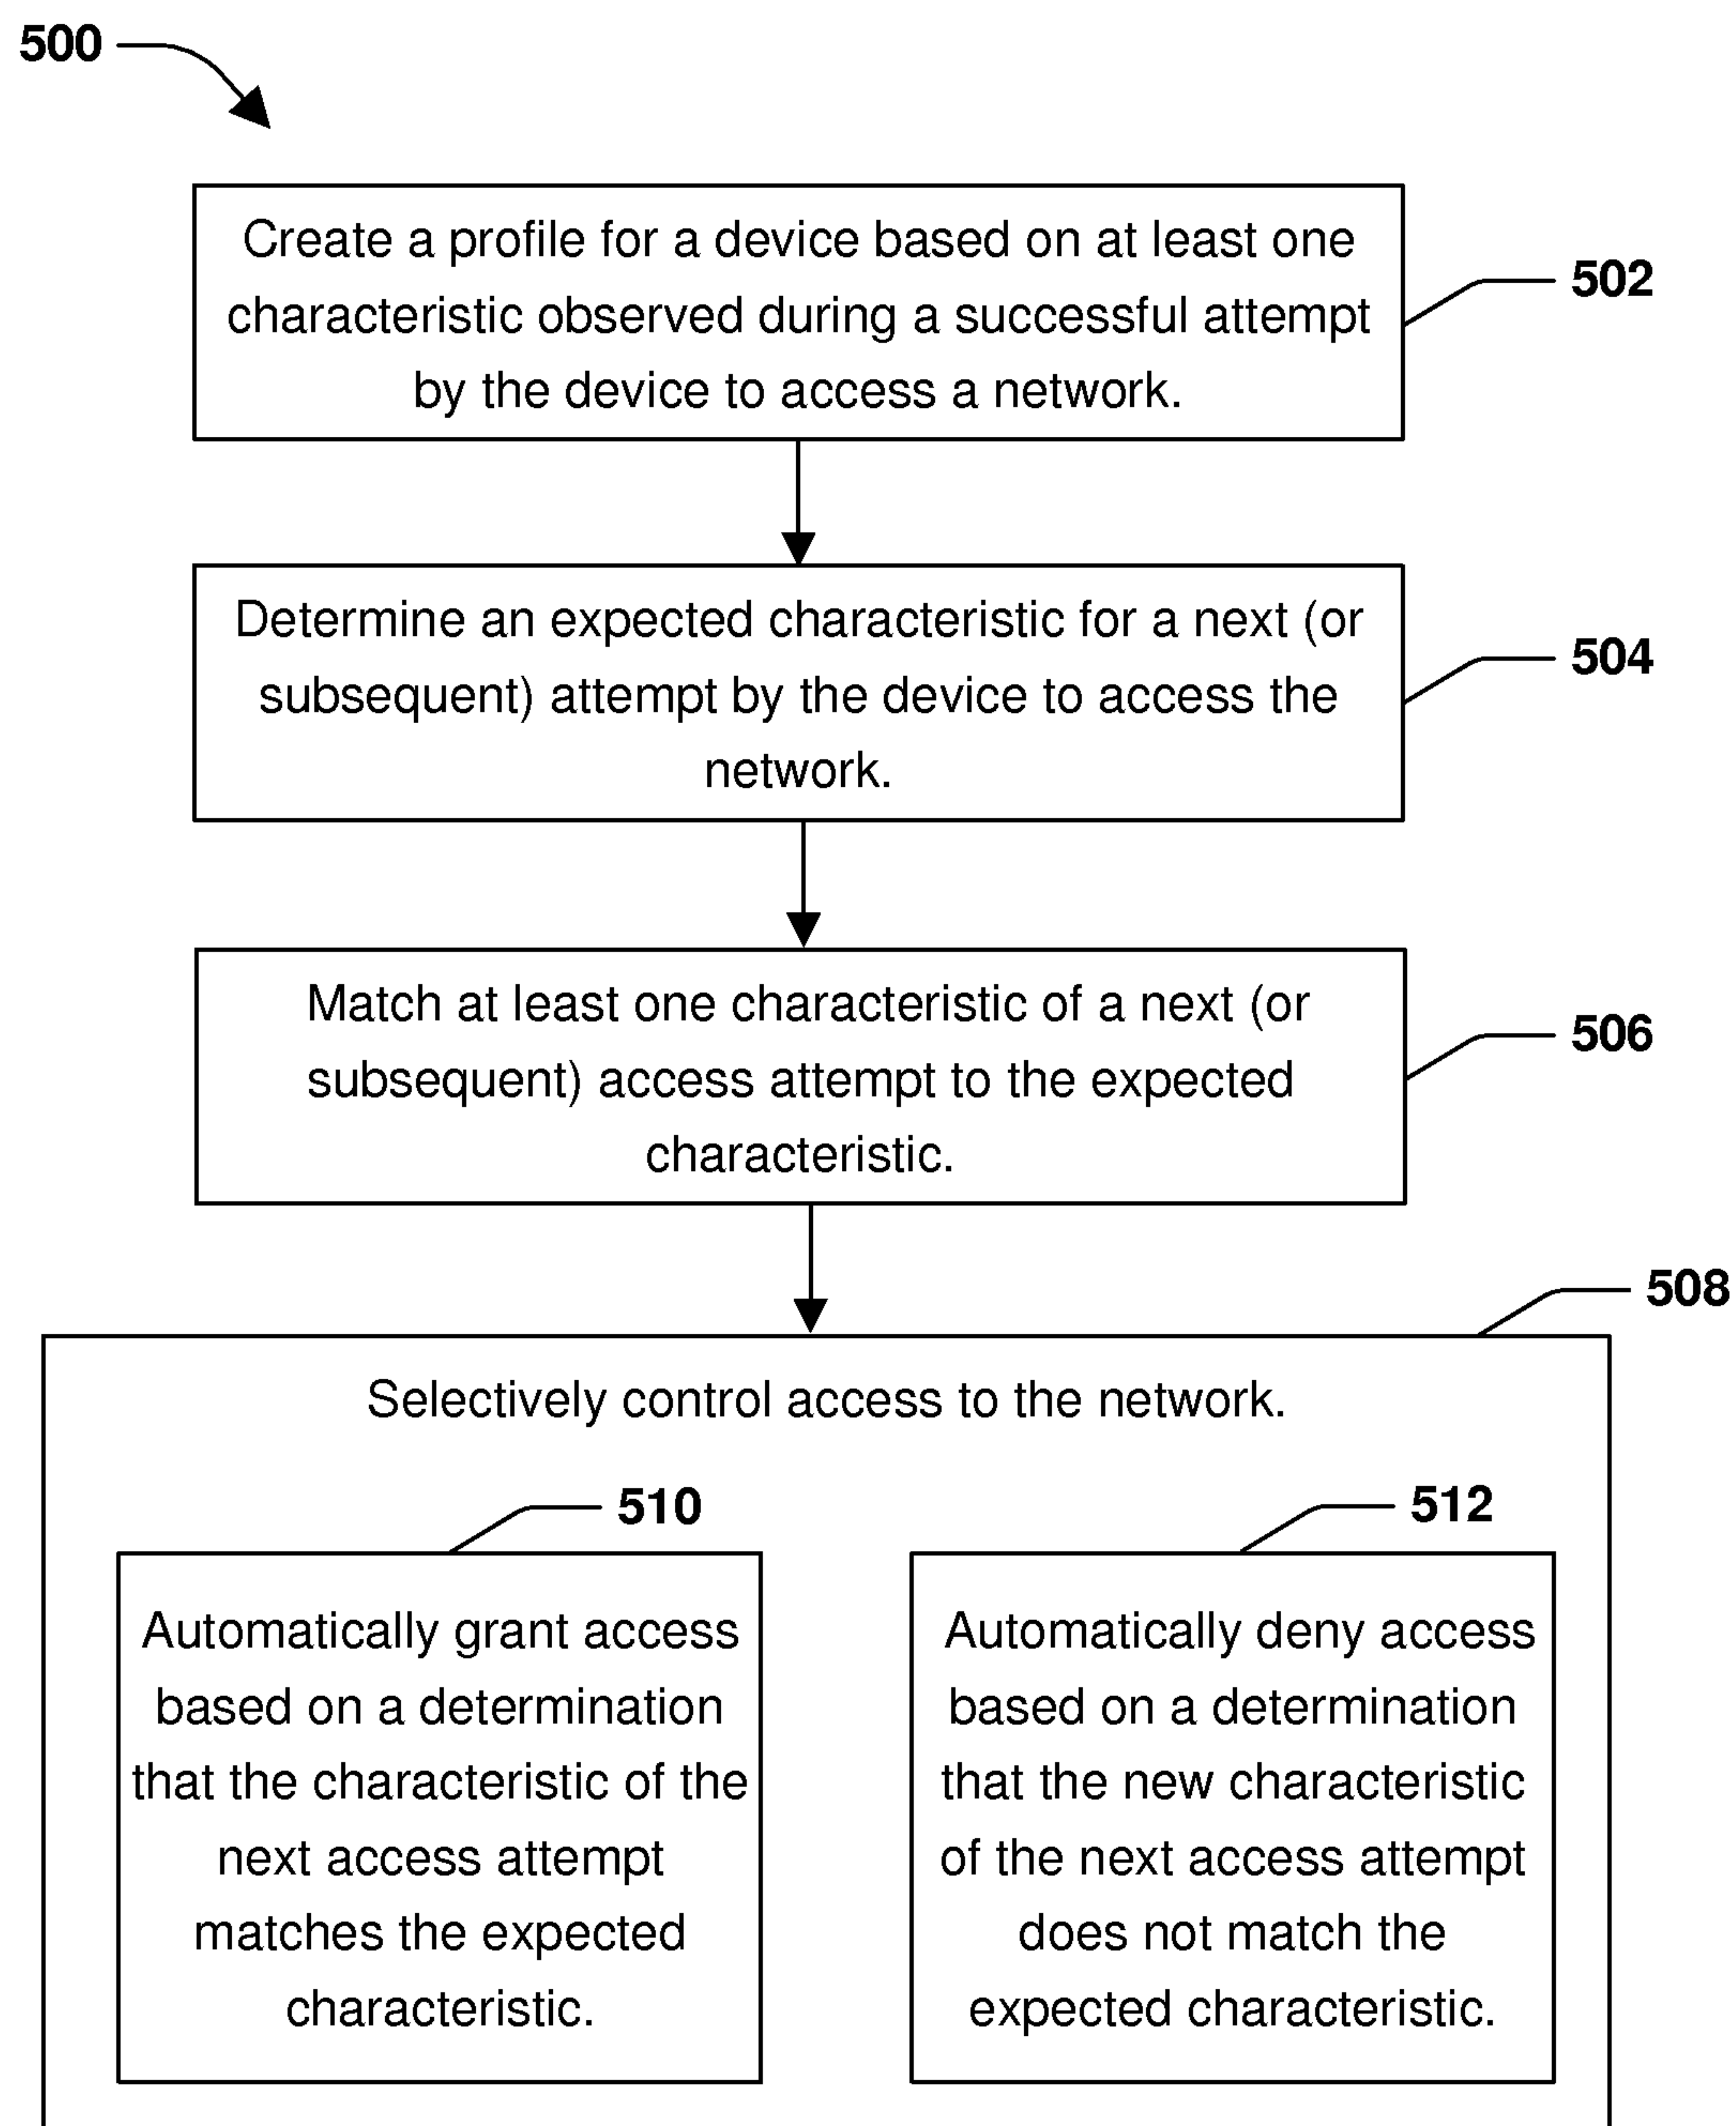 500
Create a profile for a device based on at least one
characteristic observed during a successful attempt
by the device to access a network.
502
Determine an expected characteristic for a next (or
subsequent) attempt by the device to access the
network.
504
Match at least one characteristic of a next (or
subsequent) access attempt to the expected
characteristic.
506
508
Selectively control access to the network.
510
Automatically grant access
based on a determination
that the characteristic of the
next access attempt
matches the expected
characteristic.
512
Automatically deny access
based on a determination
that the new characteristic
of the next access attempt
does not match the
expected characteristic.